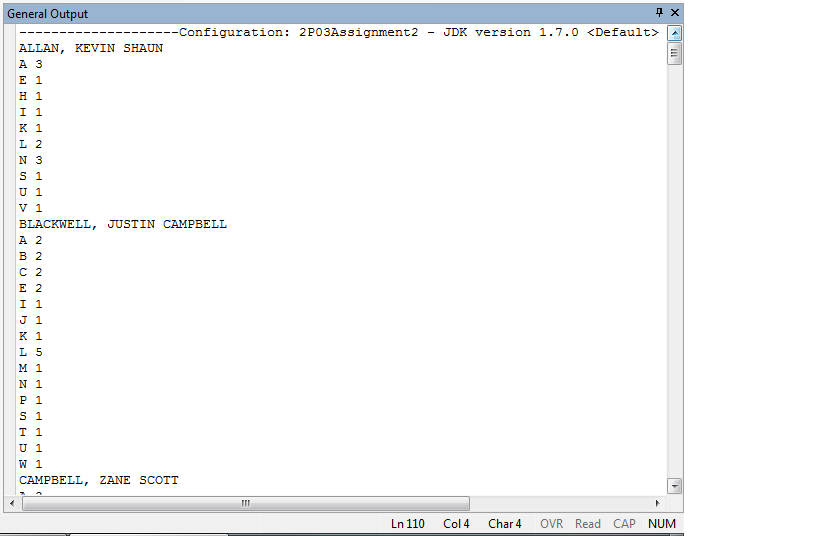 General Output
--------------------Configuration: 2P03Assignment2 - JDK version 1.7.0 <Default>
ALLAN, KEVIN SHAUN
A 3
E 1
H 1
I 1
K 1
L 2
N 3
S 1
U 1
V 1
BLACKWELL, JUSTIN CAMPBELL
A 2
B 2
C 2
E 2
I 1
J 1
K 1
L 5
M 1
N 1
P 1
S 1
T 1
U 1
W 1
CAMPBELL, ZANE SCOTT
Ln 110 Col 4 Char 4 OVR Read CAP NUM